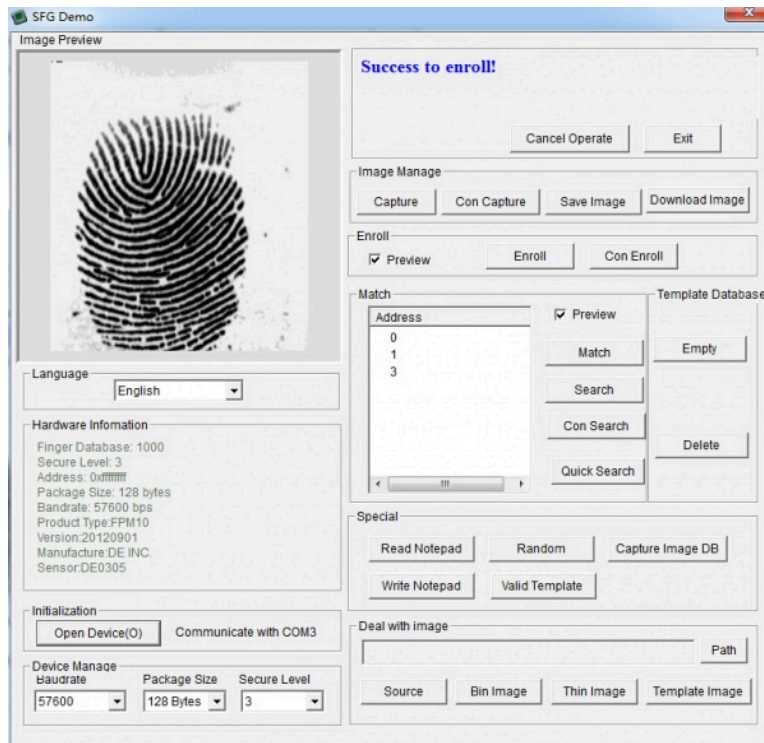 SFG Demo
Image Preview
Success to enroll!
Cancel Operate
Exit
Image Manage
Capture
Con Capture
Save Image
Download Image
Enroll
Preview
Enroll
Con Enroll
Match
Address
0
1
3
Preview
Match
Search
Con Search
Quick Search
Template Database
Empty
Delete
Language
English
Hardware Infomation
Finger Database: 1000
Secure Level: 3
Address: 0xffffffff
Package Size: 128 bytes
Bandrate: 57600 bps
Product Type:FPM10
Version:20120901
Manufacture:DE INC.
Sensor:DE0305
Special
Read Notepad
Random
Capture Image DB
Write Notepad
Valid Template
Initialization
Open Device(O)
Communicate with COM3
Device Manage
Baudrate
Package Size
Secure Level
57600
128 Bytes
3
Deal with image
Path
Source
Bin Image
Thin Image
Template Image